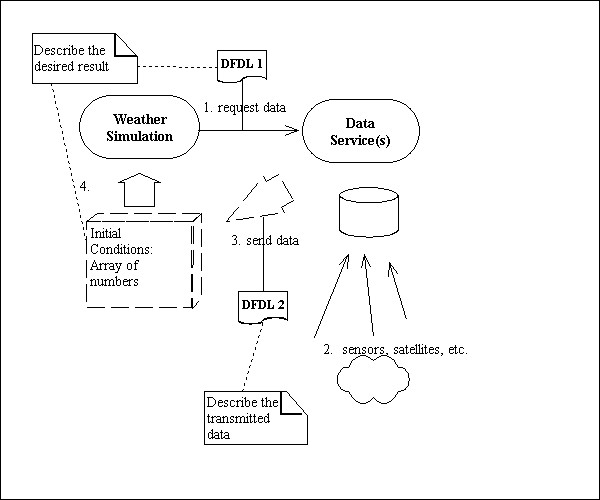 Describe the
desired result
DFDL 1
1. request data
Weather
Simulation
Data
Service(s)
4.
Initial
Conditions:
Array of
numbers
3. send data
DFDL 2
2. sensors, satellites, etc.
Describe the
transmitted
data